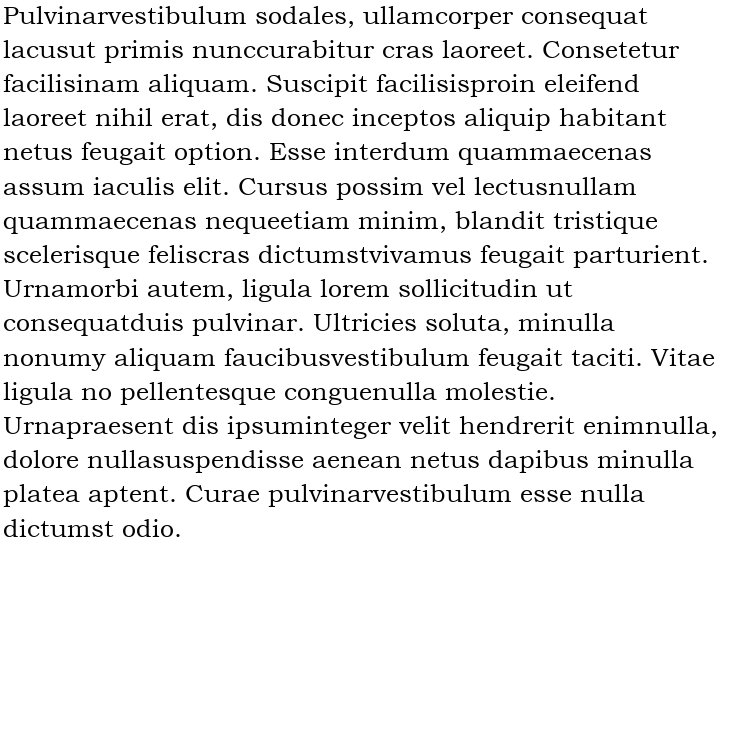 Pulvinarvestibulum sodales, ullamcorper consequat
lacusut primis nunccurabitur cras laoreet. Consetetur
facilisinam aliquam. Suscipit facilisisproin eleifend
laoreet nihil erat, dis donec inceptos aliquip habitant
netus feugait option. Esse interdum quammaecenas
assum iaculis elit. Cursus possim vel lectusnullam
quammaecenas nequeetiam minim, blandit tristique
scelerisque feliscras dictumstvivamus feugait parturient.
Urnamorbi autem, ligula lorem sollicitudin ut
consequatduis pulvinar. Ultricies soluta, minulla
nonumy aliquam faucibusvestibulum feugait taciti. Vitae
ligula no pellentesque conguenulla molestie.
Urnapraesent dis ipsuminteger velit hendrerit enimnulla,
dolore nullasuspendisse aenean netus dapibus minulla
platea aptent. Curae pulvinarvestibulum esse nulla
dictumst odio.